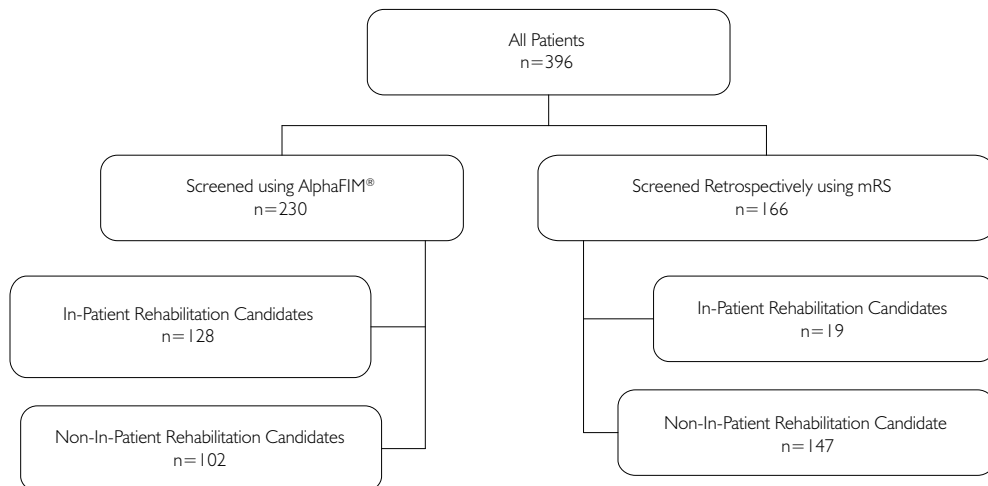 All Patients
n=396
Screened using AlphaFIM®
n=230
Screened Retrospectively using mRS
n=166
In-Patient Rehabilitation Candidates
n=128
In-Patient Rehabilitation Candidates
n=19
Non-In-Patient Rehabilitation Candidates
n=102
Non-In-Patient Rehabilitation Candidate
n=147